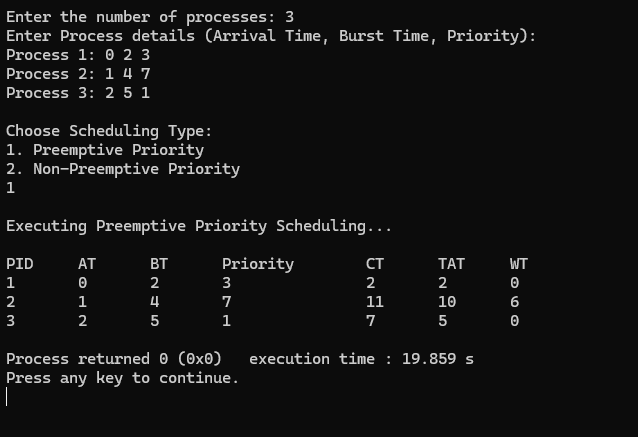 Enter the number of processes: 3
Enter Process details (Arrival Time, Burst Time, Priority):
Process 1: 0 2 3
Process 2: 1 4 7
Process 3: 2 5 1
Choose Scheduling Type:
1. Preemptive Priority
2. Non-Preemptive Priority
1
Executing Preemptive Priority Scheduling...
PID AT BT Priority CT TAT WT
1 0 2 3 2 2 0
2 1 4 7 11 10 6
3 2 5 1 7 5 0
Process returned 0 (0x0)   execution time : 19.859 s
Press any key to continue.